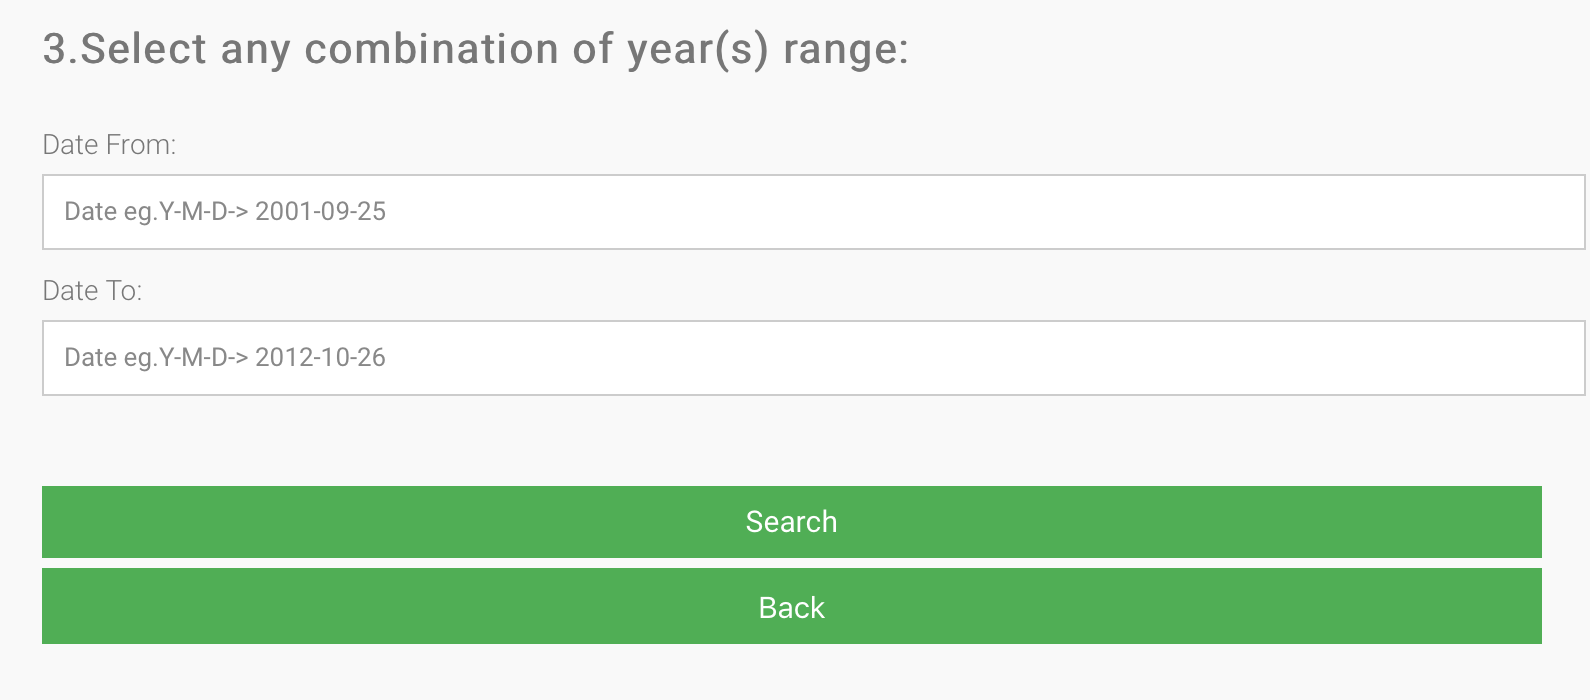 3.Select any combination of year(s) range:
Date From:
Date eg.Y-M-D-> 2001-09-25
Date To:
Date eg.Y-M-D-> 2012-10-26
Search
Back